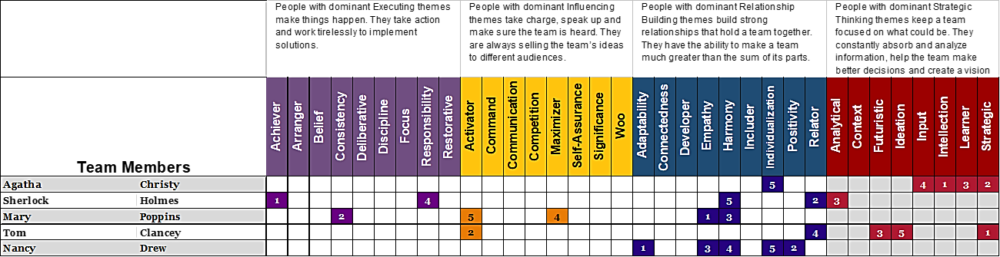 People with dominant Executing themes
make things happen. They take action
and work tirelessly to implement
solutions.
People with dominant Influencing
themes take charge, speak up and
make sure the team is heard. They
are always selling the team's ideas
to different audiences.
People with dominant Relationship
Building themes build strong
relationships that hold a team together.
They have the ability to make a team
much greater than the sum of its parts.
People with dominant Strategic
Thinking themes keep a team
focused on what could be. They
constantly absorb and analyze
information, help the team make
better decisions and create a vision
Team Members
Achiever
Arranger
Belief
Consistency
Deliberative
Discipline
Focus
Responsibility
Restorative
Activator
Command
Communication
Competition
Maximizer
Self-Assurance
Significance
Woo
Adaptability
Connectedness
Developer
Empathy
Harmony
Includer
Individualization
Positivity
Relator
Analytical
Context
Futuristic
Ideation
Input
Intellection
Learner
Strategic
Agatha Christy 5 4 1 3 2
Sherlock Holmes 1 4 5 2 3
Mary Poppins 2 5 4 1 3
Tom Clancey 2 4 3 5 1
Nancy Drew 1 3 4 5 2